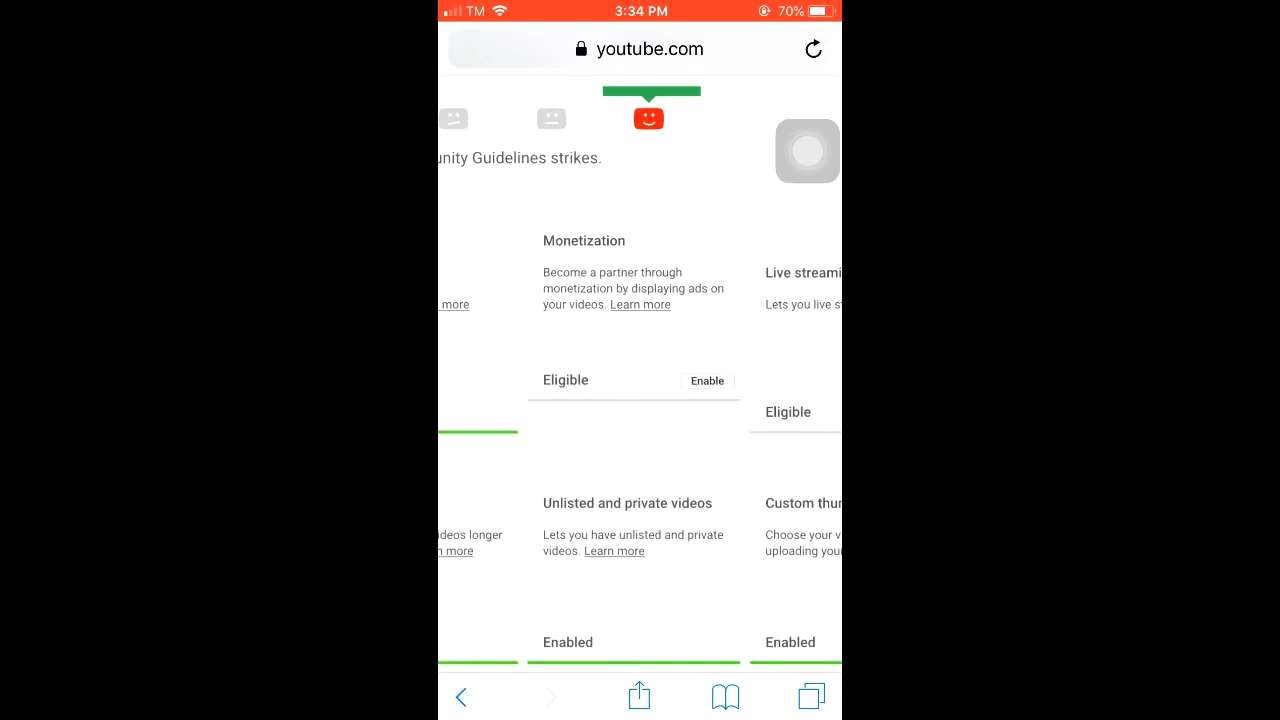 TM 3:34 PM 70%
youtube.com
unity Guidelines strikes.
Monetization
Become a partner through
monetization by displaying ads on
your videos. Learn more
Eligible Enable
more
Live streami
Lets you live s
Eligible
ideos longer
n more
Unlisted and private videos
Lets you have unlisted and private
videos. Learn more
Enabled
Custom thu
Choose your v
uploading your
Enabled